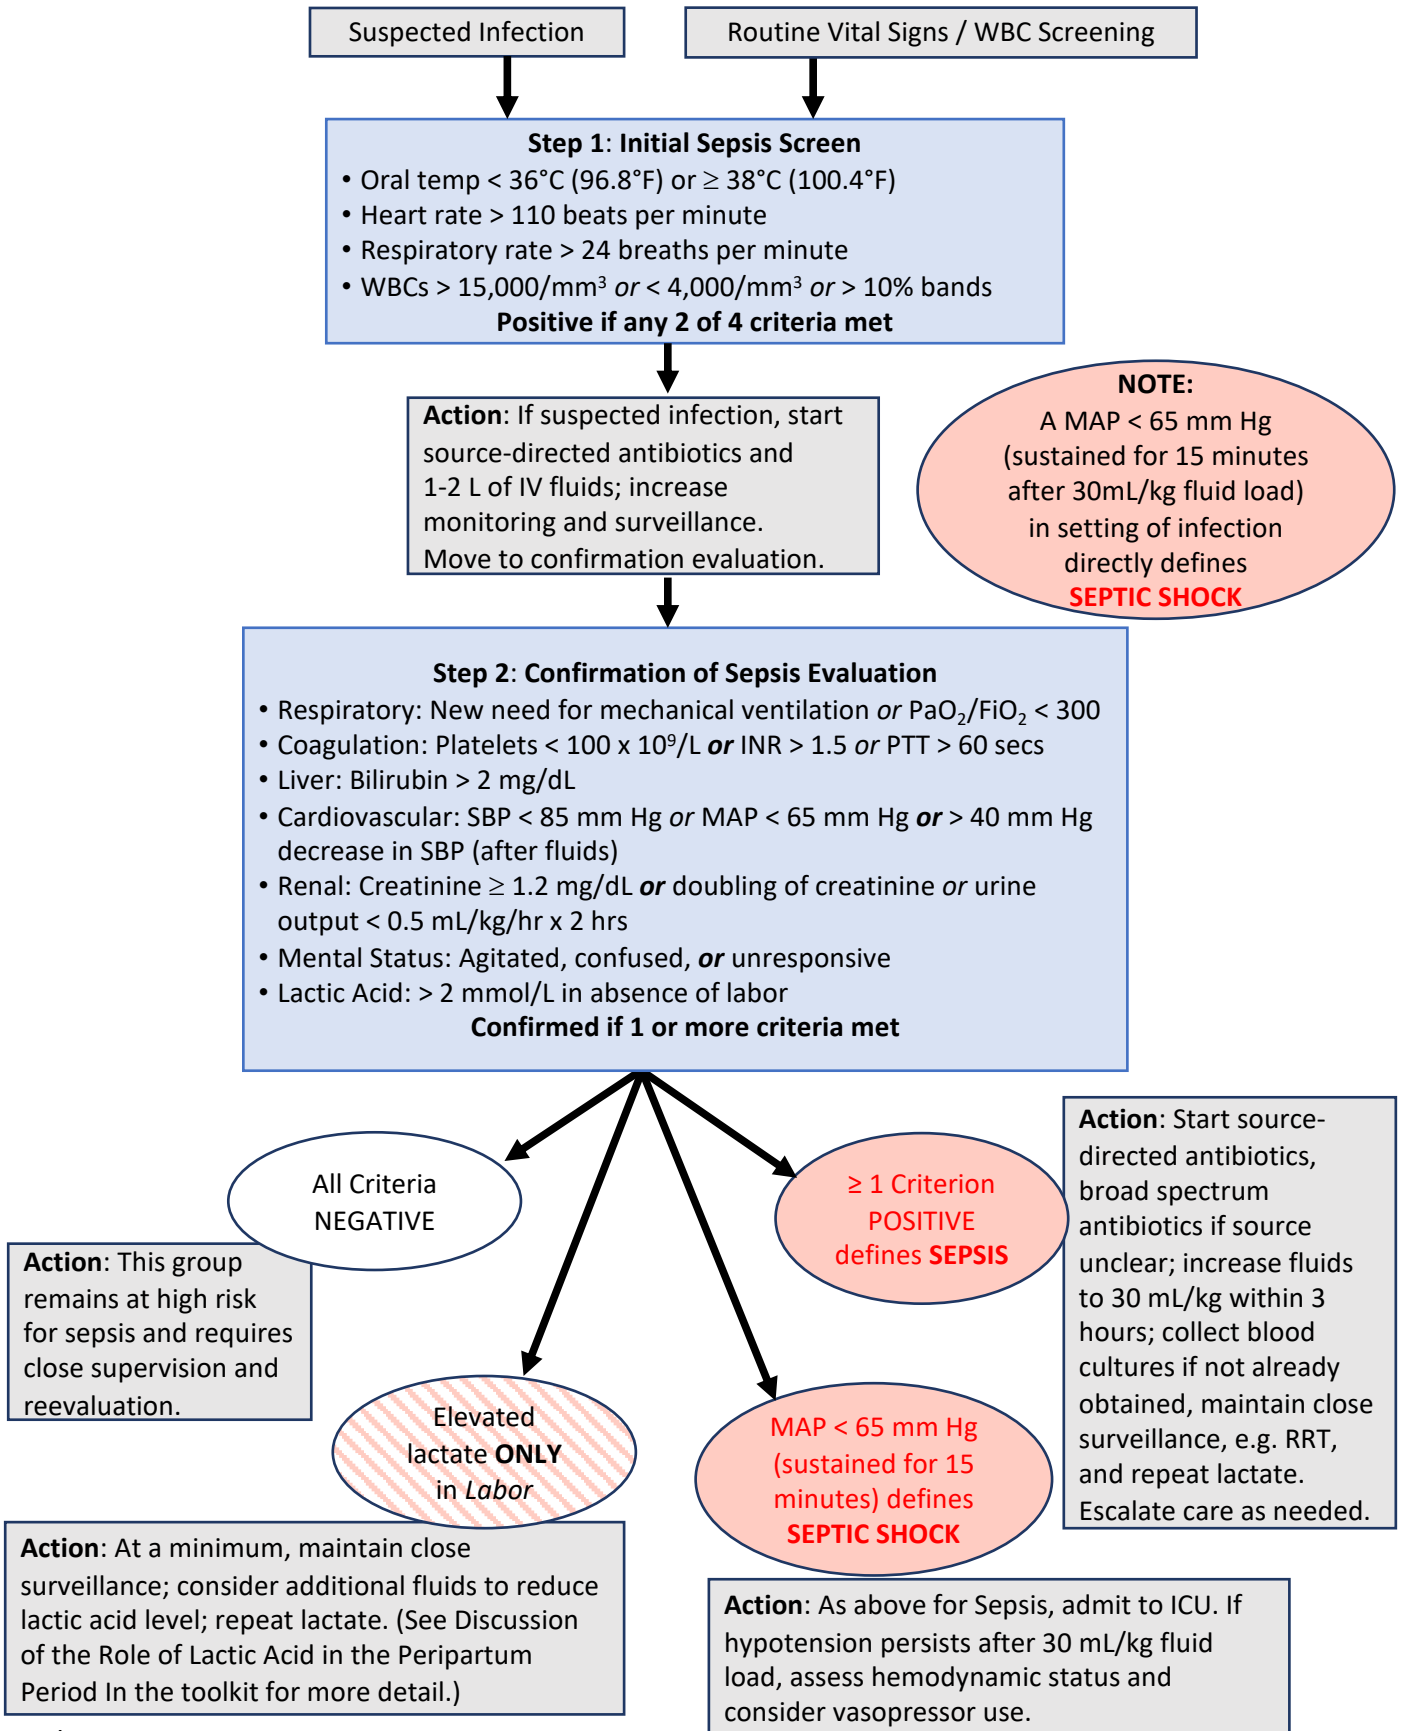 Suspected Infection
Routine Vital Signs / WBC Screening
Step 1: Initial Sepsis Screen
• Oral temp < 36°C (96.8°F) or ≥ 38°C (100.4°F)
• Heart rate > 110 beats per minute
• Respiratory rate > 24 breaths per minute
• WBCs > 15,000/mm³ or < 4,000/mm³ or > 10% bands
Positive if any 2 of 4 criteria met
Action: If suspected infection, start
source-directed antibiotics and
1-2 L of IV fluids; increase
monitoring and surveillance.
Move to confirmation evaluation.
NOTE:
A MAP < 65 mm Hg
(sustained for 15 minutes
after 30mL/kg fluid load)
in setting of infection
directly defines
SEPTIC SHOCK
Step 2: Confirmation of Sepsis Evaluation
• Respiratory: New need for mechanical ventilation or PaO₂/FiO₂ < 300
• Coagulation: Platelets < 100 x 10⁹/L or INR > 1.5 or PTT > 60 secs
• Liver: Bilirubin > 2 mg/dL
• Cardiovascular: SBP < 85 mm Hg or MAP < 65 mm Hg or > 40 mm Hg
decrease in SBP (after fluids)
• Renal: Creatinine ≥ 1.2 mg/dL or doubling of creatinine or urine
output < 0.5 mL/kg/hr x 2 hrs
• Mental Status: Agitated, confused, or unresponsive
• Lactic Acid: > 2 mmol/L in absence of labor
Confirmed if 1 or more criteria met
All Criteria
NEGATIVE
Action: This group
remains at high risk
for sepsis and requires
close supervision and
reevaluation.
≥ 1 Criterion
POSITIVE
defines SEPSIS
Action: Start source-
directed antibiotics,
broad spectrum
antibiotics if source
unclear; increase fluids
to 30 mL/kg within 3
hours; collect blood
cultures if not already
obtained, maintain close
surveillance, e.g. RRT,
and repeat lactate.
Escalate care as needed.
Elevated
lactate ONLY
in Labor
Action: At a minimum, maintain close
surveillance; consider additional fluids to reduce
lactic acid level; repeat lactate. (See Discussion
of the Role of Lactic Acid in the Peripartum
Period In the toolkit for more detail.)
MAP < 65 mm Hg
(sustained for 15
minutes) defines
SEPTIC SHOCK
Action: As above for Sepsis, admit to ICU. If
hypotension persists after 30 mL/kg fluid
load, assess hemodynamic status and
consider vasopressor use.